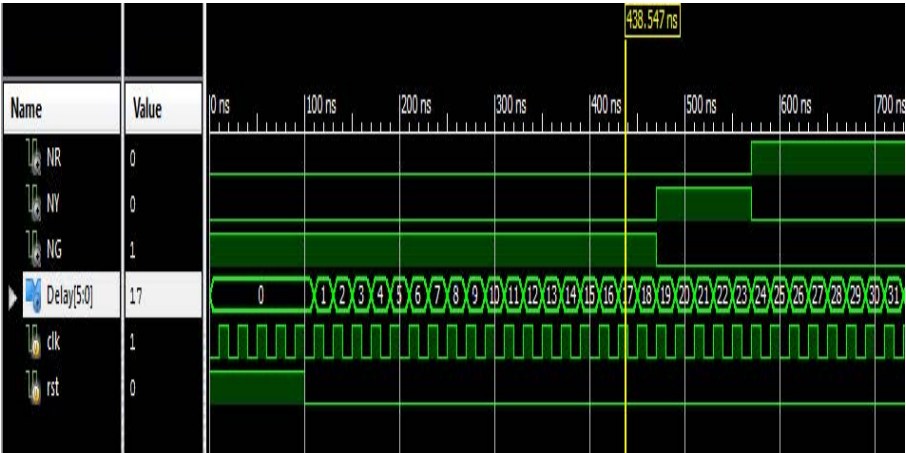 438.547 ns
Name Value 0 ns 100 ns 200 ns 300 ns 400 ns 500 ns 600 ns 700 ns
NR 0
NY 0
NG 1
Delay[5:0] 17 0 1 2 3 4 5 6 7 8 9 10 11 12 13 14 15 16 17 18 19 20 21 22 23 24 25 26 27 28 29 30 31
clk 1
rst 0